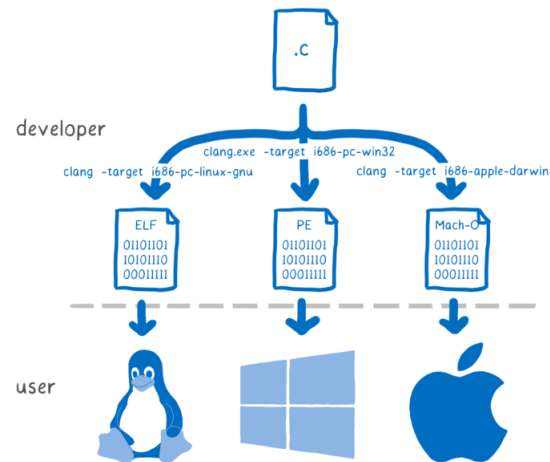 .c
developer
clang.exe -target i686-pc-win32
clang -target i686-pc-linux-gnu
clang -target i686-apple-darwin
ELF
01101101
10101110
00011111
PE
01101101
10101110
00011111
Mach-O
01101101
10101110
00011111
user